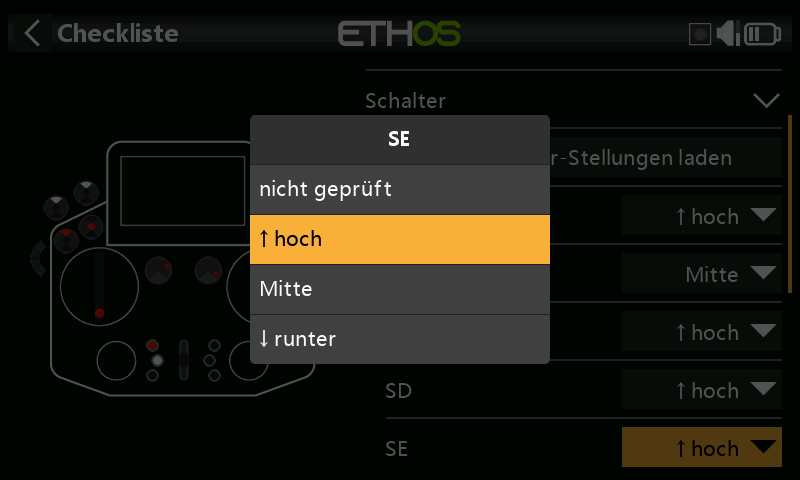 Checkliste
ETHOS
Schalter
r-Stellungen laden
↑ hoch
Mitte
↑ hoch
SD
↑ hoch
SE
↑ hoch
SE
nicht geprüft
↑ hoch
Mitte
↓ runter